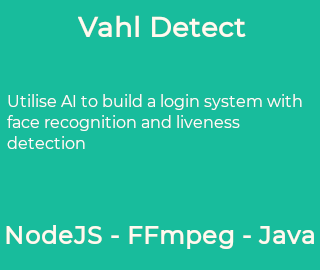 Vahl Detect
Utilise AI to build a login system with
face recognition and liveness
detection
NodeJS - FFmpeg - Java